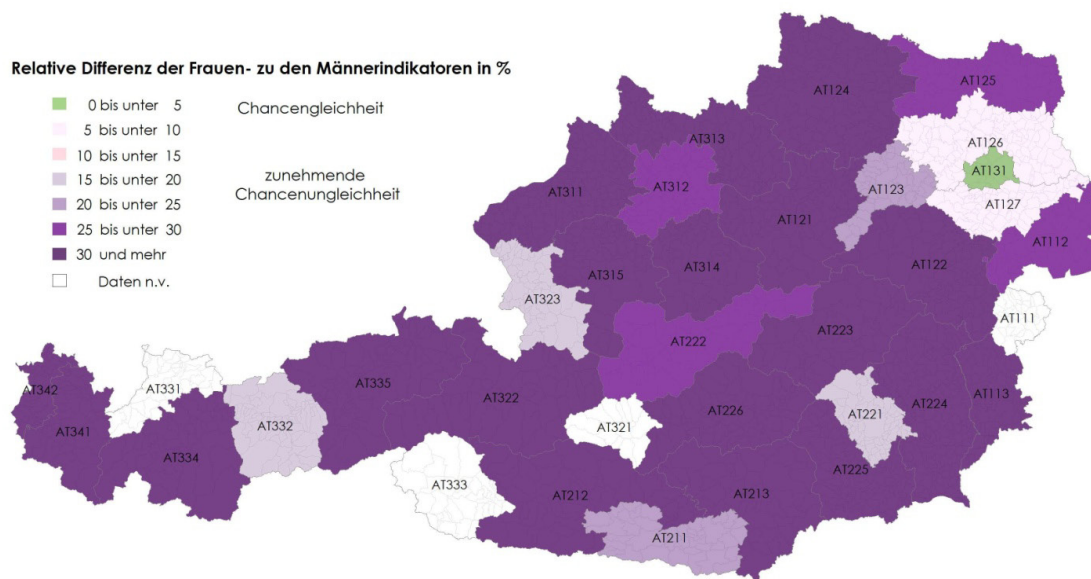 Relative Differenz der Frauen- zu den Männerindikatoren in %
0 bis unter 5
Chancengleichheit
5 bis unter 10
10 bis unter 15
zunehmende
Chancenungleichheit
15 bis unter 20
20 bis unter 25
25 bis unter 30
30 und mehr
Daten n.v.
AT125
AT124
AT313
AT126
AT131
AT312
AT311
AT123
AT127
AT121
AT112
AT122
AT314
AT315
AT323
AT111
AT223
AT222
AT335
AT331
AT342
AT322
AT113
AT224
AT221
AT226
AT332
AT321
AT341
AT334
AT225
AT333
AT212
AT213
AT211